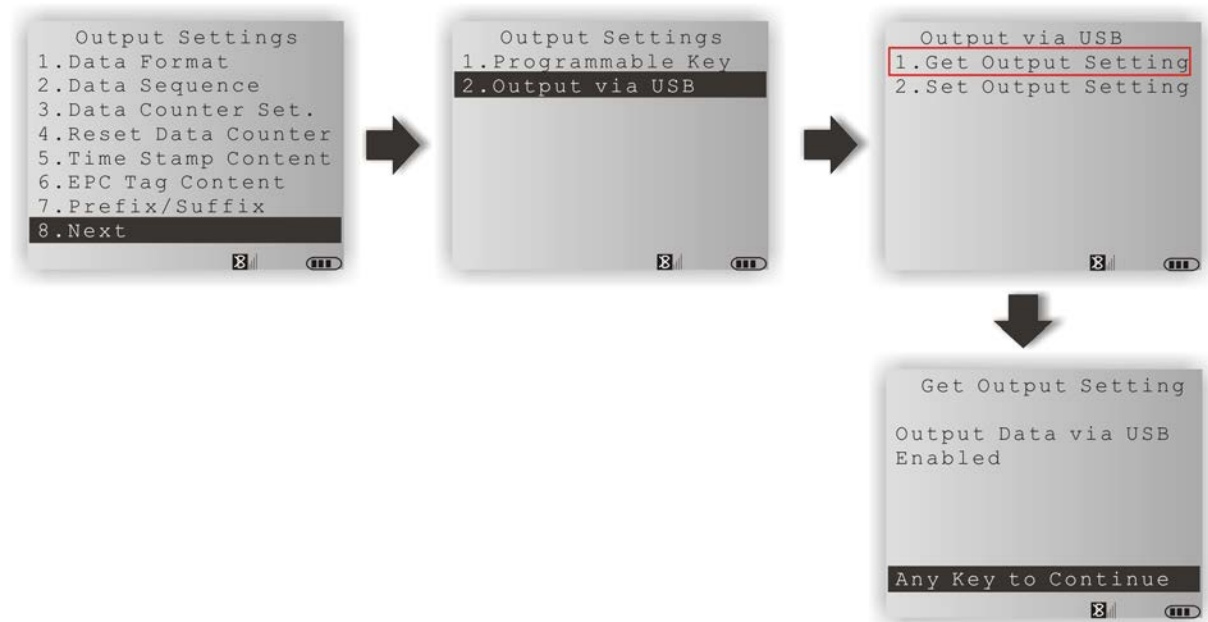 Output Settings
1.Data Format
2.Data Sequence
3.Data Counter Set.
4.Reset Data Counter
5.Time Stamp Content
6.EPC Tag Content
7.Prefix/Suffix
8.Next
Output Settings
1.Programmable Key
2.Output via USB
Output via USB
1.Get Output Setting
2.Set Output Setting
Get Output Setting
Output Data via USB
Enabled
Any Key to Continue